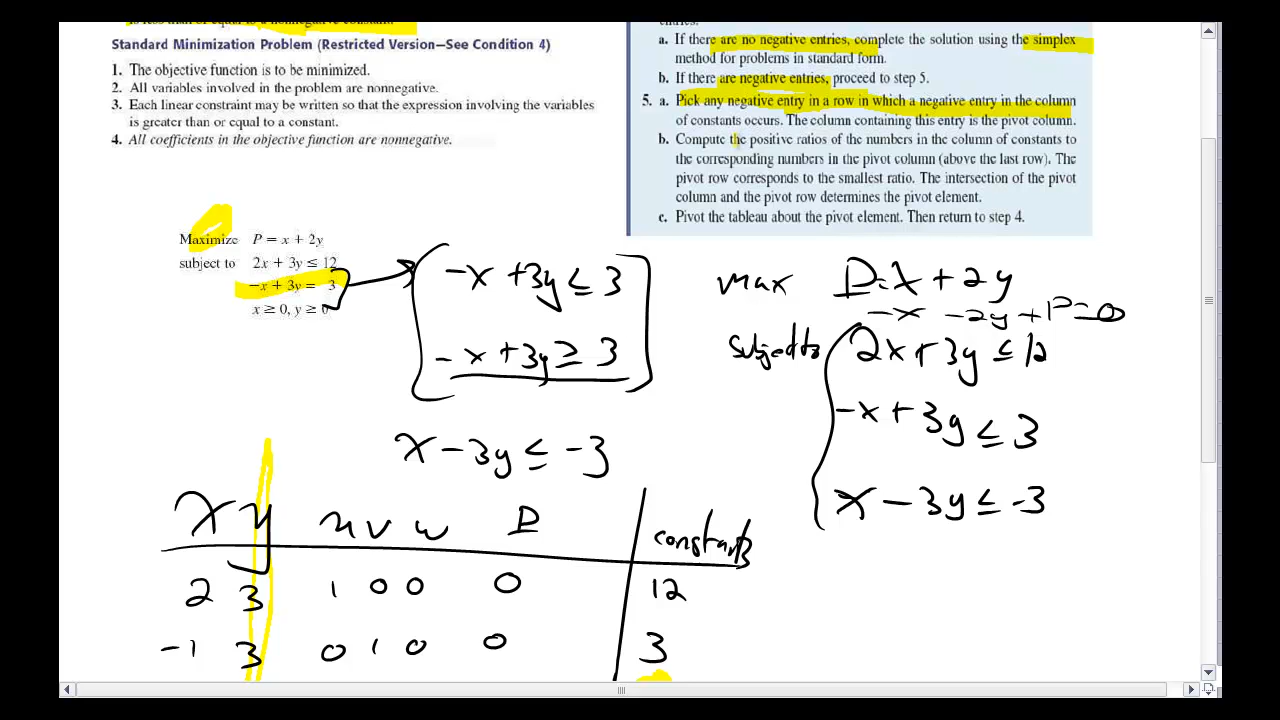 is less than or equal to a nonnegative constant.
Standard Minimization Problem (Restricted Version—See Condition 4)
1. The objective function is to be minimized.
2. All variables involved in the problem are nonnegative.
3. Each linear constraint may be written so that the expression involving the variables
is greater than or equal to a constant.
4. All coefficients in the objective function are nonnegative.
entries.
a. If there are no negative entries, complete the solution using the simplex
method for problems in standard form.
b. If there are negative entries, proceed to step 5.
5. a. Pick any negative entry in a row in which a negative entry in the column
of constants occurs. The column containing this entry is the pivot column.
b. Compute the positive ratios of the numbers in the column of constants to
the corresponding numbers in the pivot column (above the last row). The
pivot row corresponds to the smallest ratio. The intersection of the pivot
column and the pivot row determines the pivot element.
c. Pivot the tableau about the pivot element. Then return to step 4.
Maximize P = x + 2y
subject to 2x + 3y ≤ 12
-x + 3y = 3
x ≥ 0, y ≥ 0
-x + 3y ≤ 3
-x + 3y ≥ 3
x - 3y ≤ -3
max P = x + 2y
-x -2y + P = 0
Subject to 2x + 3y ≤ 12
-x + 3y ≤ 3
x - 3y ≤ -3
x y u v w P constants
2 3 1 0 0 0 12
-1 3 0 1 0 0 3